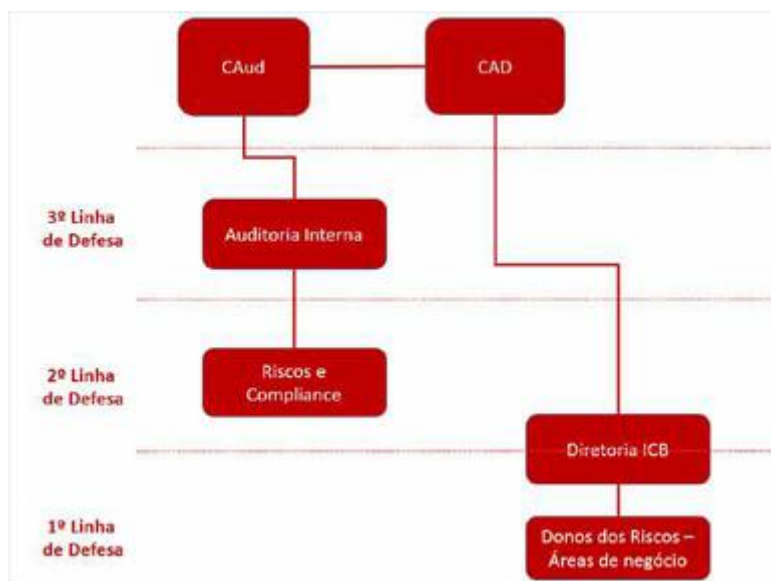 CAud
CAD
3º Linha
de Defesa
Auditoria Interna
2º Linha
de Defesa
Riscos e
Compliance
Diretoria ICB
1º Linha
de Defesa
Donos dos Riscos –
Áreas de negócio